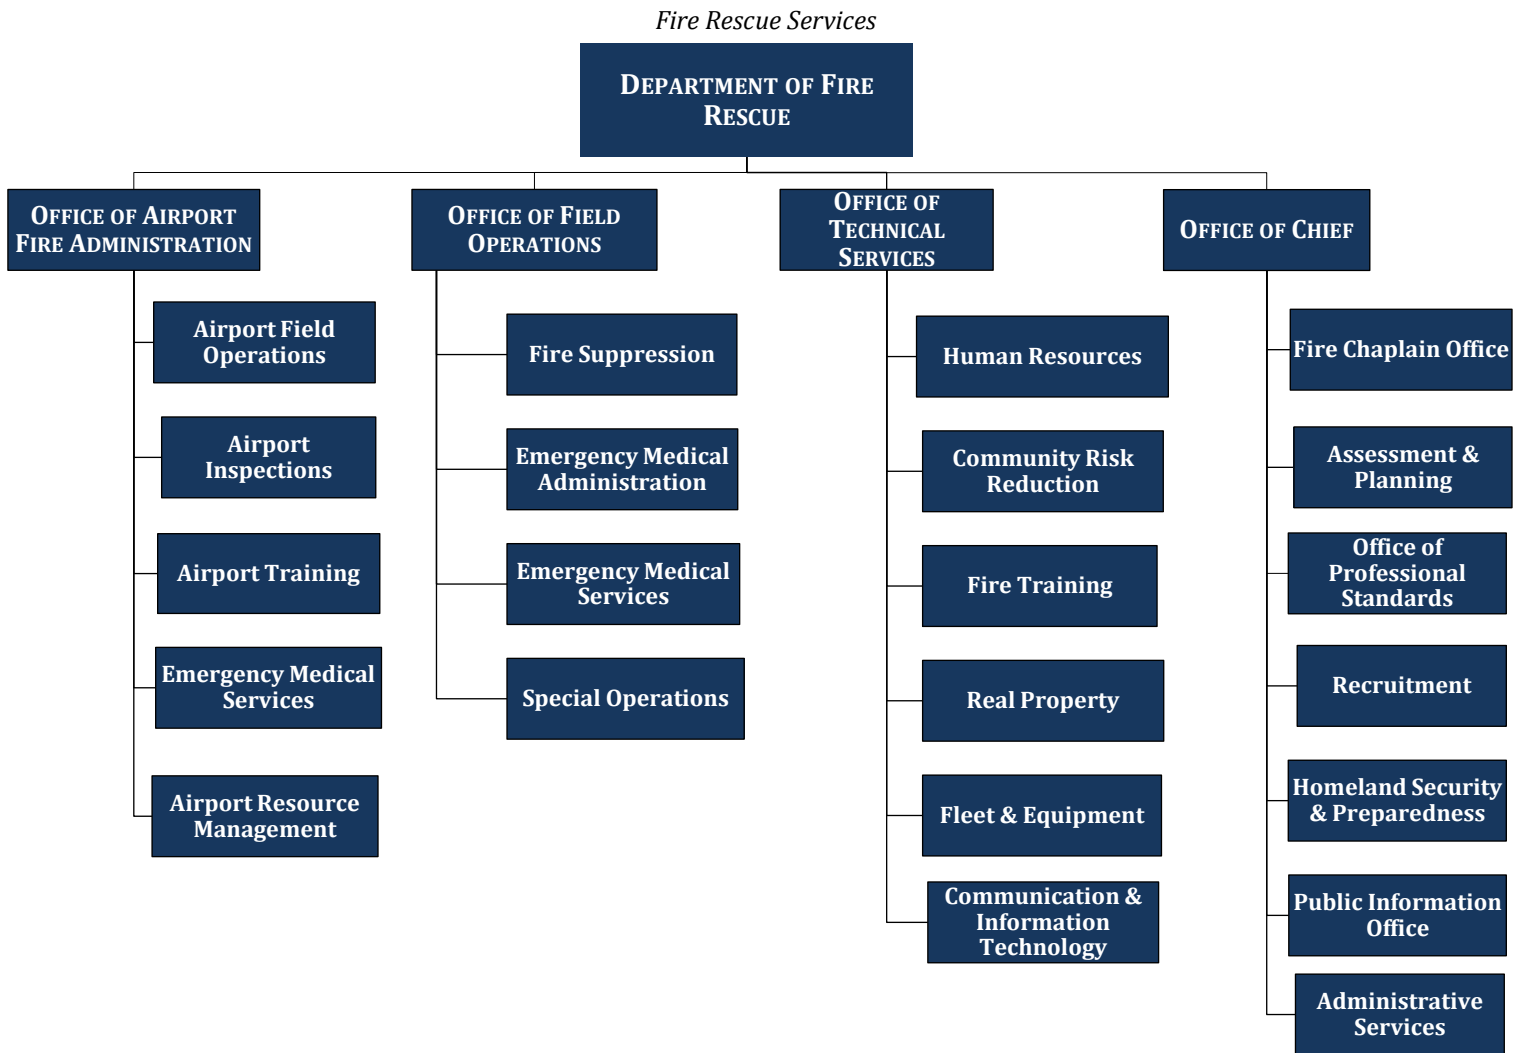 Fire Rescue Services
DEPARTMENT OF FIRE
RESCUE
OFFICE OF AIRPORT
FIRE ADMINISTRATION
Airport Field
Operations
Airport
Inspections
Airport Training
Emergency Medical
Services
Airport Resource
Management
OFFICE OF FIELD
OPERATIONS
Fire Suppression
Emergency Medical
Administration
Emergency Medical
Services
Special Operations
OFFICE OF
TECHNICAL
SERVICES
Human Resources
Community Risk
Reduction
Fire Training
Real Property
Fleet & Equipment
Communication &
Information
Technology
OFFICE OF CHIEF
Fire Chaplain Office
Assessment &
Planning
Office of
Professional
Standards
Recruitment
Homeland Security
& Preparedness
Public Information
Office
Administrative
Services